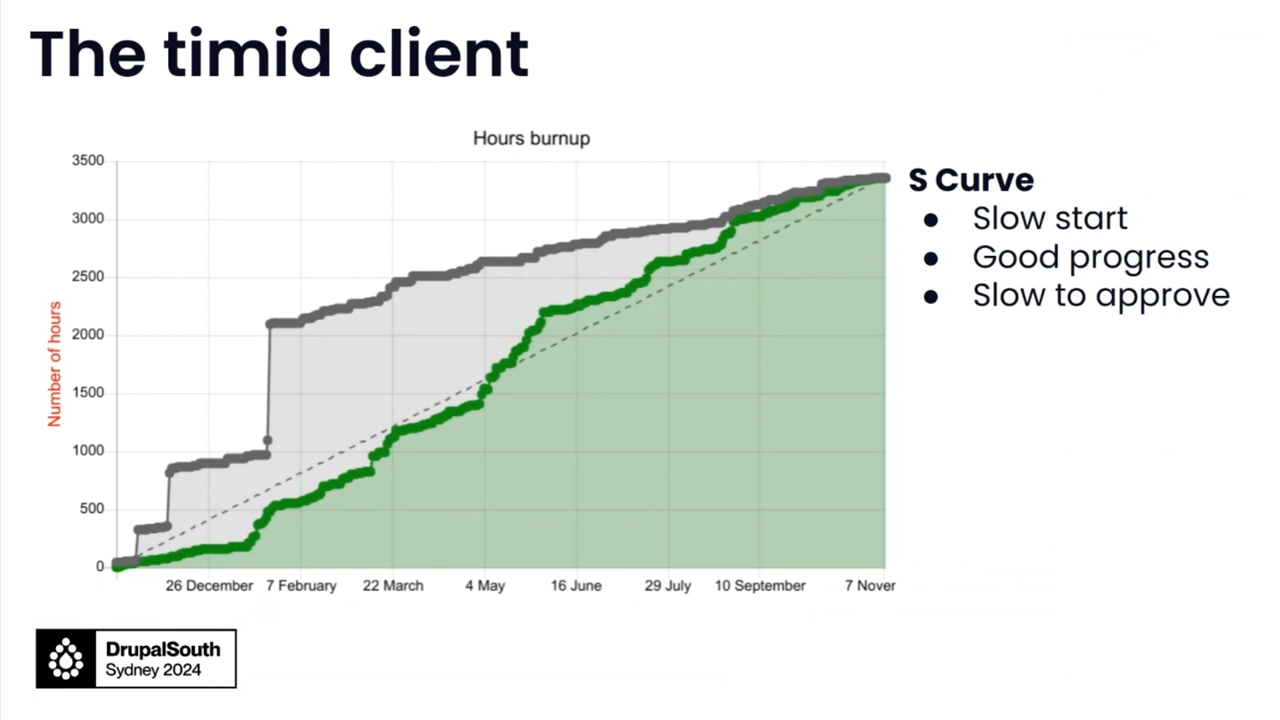 The timid client
Hours burnup
Number of hours
3500
3000
2500
2000
1500
1000
500
0
26 December
7 February
22 March
4 May
16 June
29 July
10 September
7 Nover
S Curve
● Slow start
● Good progress
● Slow to approve
DrupalSouth
Sydney 2024